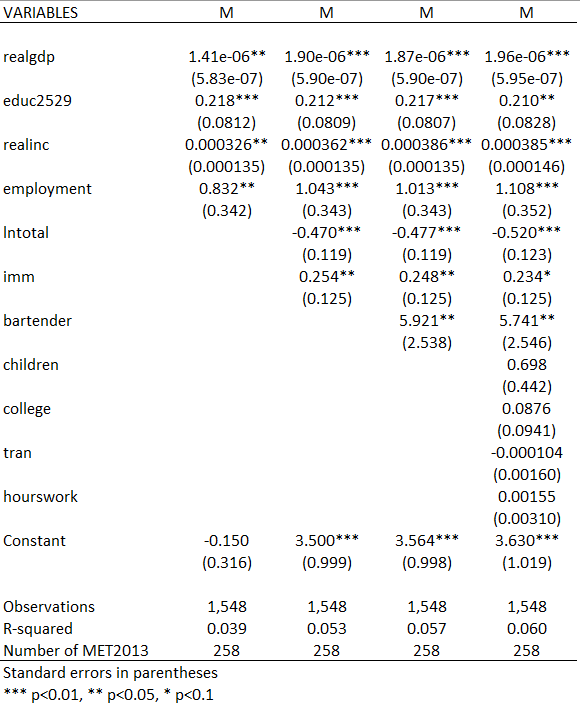 VARIABLES M M M M
realgdp 1.41e-06** 1.90e-06*** 1.87e-06*** 1.96e-06***
(5.83e-07) (5.90e-07) (5.90e-07) (5.95e-07)
educ2529 0.218*** 0.212*** 0.217*** 0.210**
(0.0812) (0.0809) (0.0807) (0.0828)
realinc 0.000326** 0.000362*** 0.000386*** 0.000385***
(0.000135) (0.000135) (0.000135) (0.000146)
employment 0.832** 1.043*** 1.013*** 1.108***
(0.342) (0.343) (0.343) (0.352)
lntotal -0.470*** -0.477*** -0.520***
(0.119) (0.119) (0.123)
imm 0.254** 0.248** 0.234*
(0.125) (0.125) (0.125)
bartender 5.921** 5.741**
(2.538) (2.546)
children 0.698
(0.442)
college 0.0876
(0.0941)
tran -0.000104
(0.00160)
hourswork 0.00155
(0.00310)
Constant -0.150 3.500*** 3.564*** 3.630***
(0.316) (0.999) (0.998) (1.019)
Observations 1,548 1,548 1,548 1,548
R-squared 0.039 0.053 0.057 0.060
Number of MET2013 258 258 258 258
Standard errors in parentheses
*** p<0.01, ** p<0.05, * p<0.1